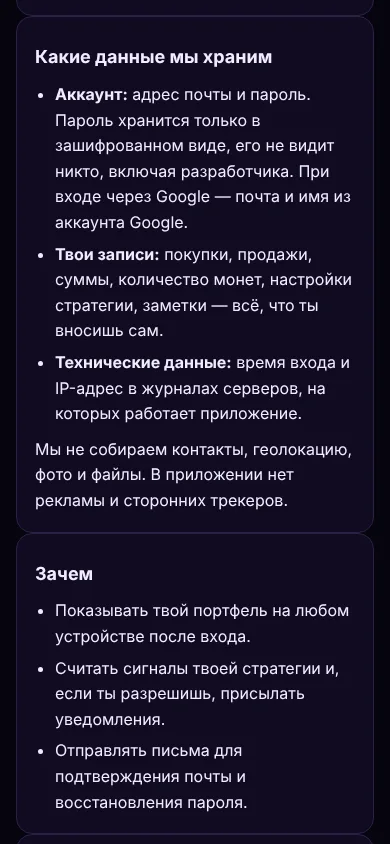 Какие данные мы храним
• Аккаунт: адрес почты и пароль.
Пароль хранится только в
зашифрованном виде, его не видит
никто, включая разработчика. При
входе через Google — почта и имя из
аккаунта Google.
• Твои записи: покупки, продажи,
суммы, количество монет, настройки
стратегии, заметки — всё, что ты
вносишь сам.
• Технические данные: время входа и
IP-адрес в журналах серверов, на
которых работает приложение.
Мы не собираем контакты, геолокацию,
фото и файлы. В приложении нет
рекламы и сторонних трекеров.
Зачем
• Показывать твой портфель на любом
устройстве после входа.
• Считать сигналы твоей стратегии и,
если ты разрешишь, присылать
уведомления.
• Отправлять письма для
подтверждения почты и
восстановления пароля.